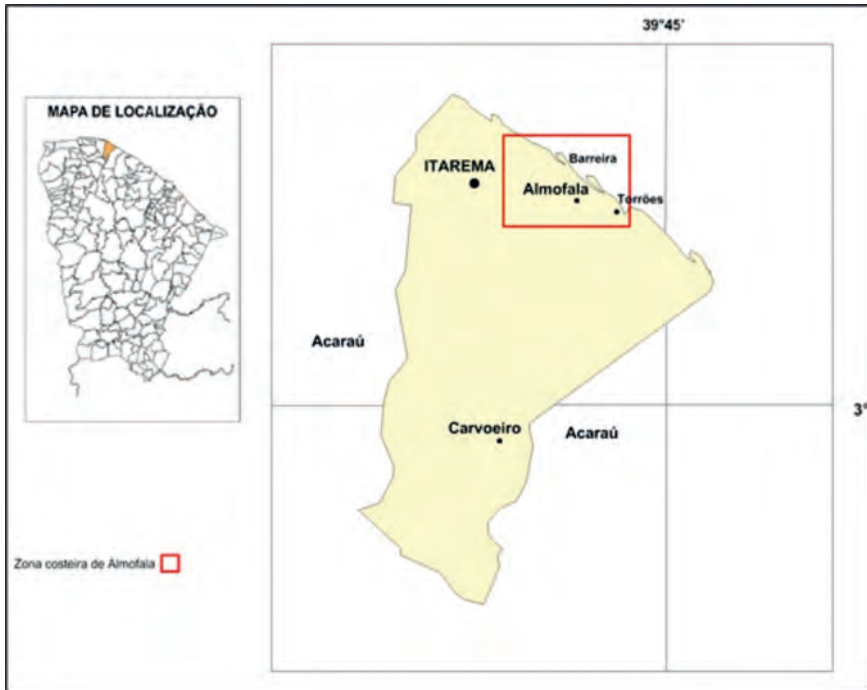 39°45'
MAPA DE LOCALIZAÇÃO
Barreira
ITAREMA
Almofala
Torrões
Acaraú
3°
Carvoeiro
Acaraú
Zona costeira de Almofala